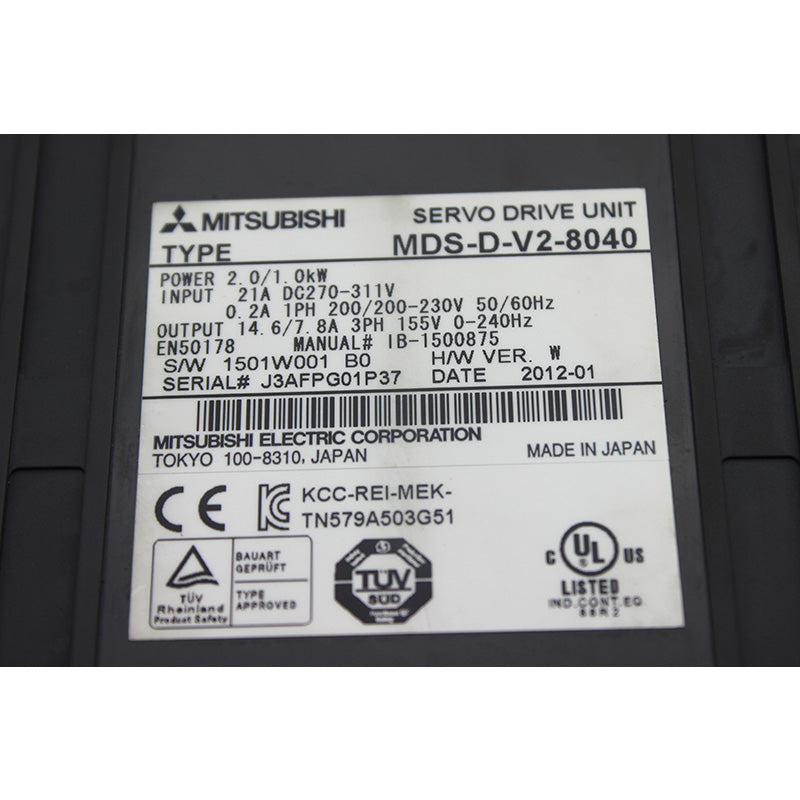 MITSUBISHI SERVO DRIVE UNIT
TYPE MDS-D-V2-8040
POWER 2.0/1.0kW
INPUT 21A DC270-311V
0.2A 1PH 200/200-230V 50/60Hz
OUTPUT 14.6/7.8A 3PH 155V 0-240Hz
EN50178 MANUAL# IB-1500875
S/W 1501W001 B0 H/W VER. W
SERIAL# J3AFPG01P37 DATE 2012-01
MITSUBISHI ELECTRIC CORPORATION
TOKYO 100-8310, JAPAN MADE IN JAPAN
CE
KCC-REI-MEK-
TN579A503G51
TÜV
Rheinland
Product Safety
BAUART
GEPRÜFT
TYPE
APPROVED
TÜV
SÜD
C UL US
LISTED
IND.CONT.EQ.